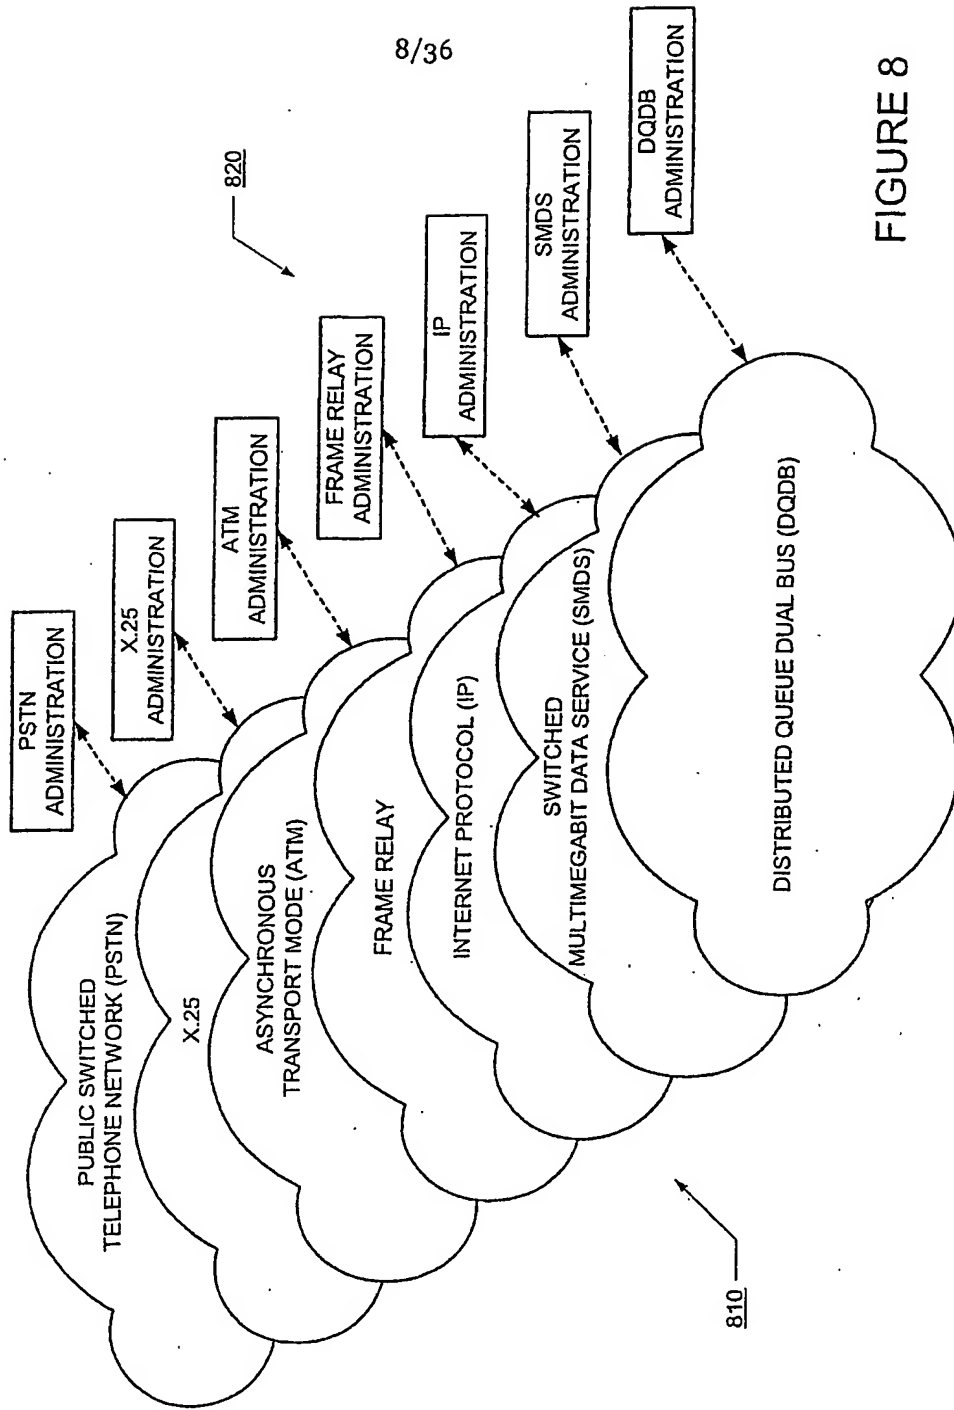 8/36
820
PSTN
ADMINISTRATION
X.25
ADMINISTRATION
ATM
ADMINISTRATION
FRAME RELAY
ADMINISTRATION
IP
ADMINISTRATION
SMDS
ADMINISTRATION
DQDB
ADMINISTRATION
PUBLIC SWITCHED
TELEPHONE NETWORK (PSTN)
X.25
ASYNCHRONOUS
TRANSPORT MODE (ATM)
FRAME RELAY
INTERNET PROTOCOL (IP)
SWITCHED
MULTIMEGABIT DATA SERVICE (SMDS)
DISTRIBUTED QUEUE DUAL BUS (DQDB)
810
FIGURE 8